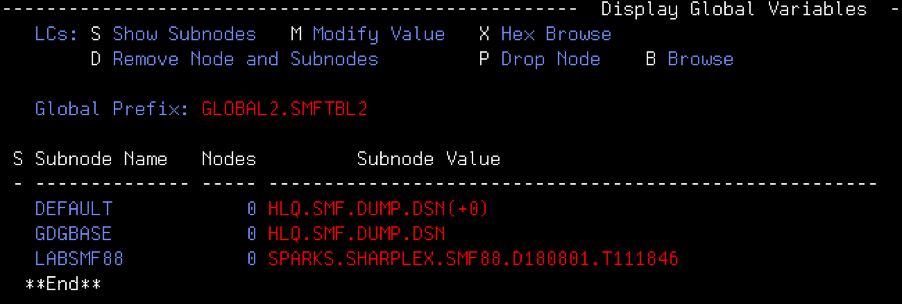 ---------------------------------------------------- Display Global Variables -
LCs: S Show Subnodes M Modify Value X Hex Browse
D Remove Node and Subnodes P Drop Node B Browse
Global Prefix: GLOBAL2.SMFTBL2
S Subnode Name Nodes Subnode Value
- -------------- ----- -------------------------------------------------------
DEFAULT 0 HLQ.SMF.DUMP.DSN(+0)
GDGBASE 0 HLQ.SMF.DUMP.DSN
LABSMF88 0 SPARKS.SHARPLEX.SMF88.D180801.T111046
**End**